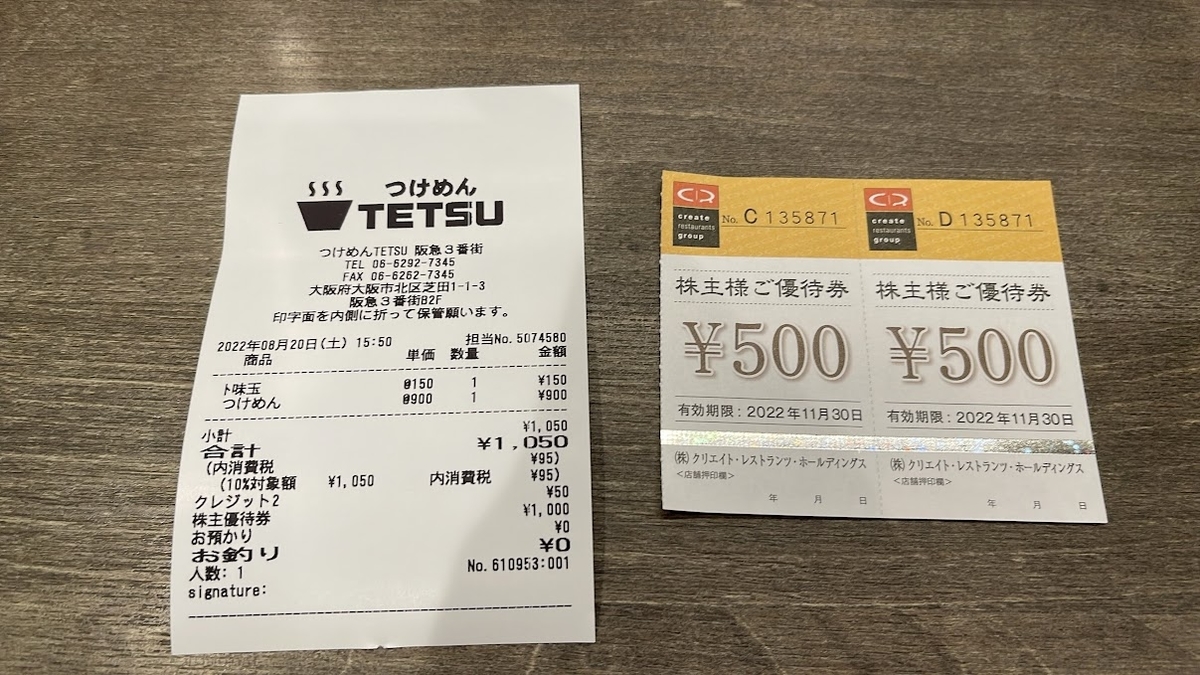 つけめん
TETSU
つけめんTETSU 阪急3番街
TEL 06-6292-7345
FAX 06-6262-7345
大阪府大阪市北区芝田1-1-3
阪急3番街B2F
印字面を内側に折って保管願います。
2022年08月20日(土) 15:50 担当No.5074580
商品 単価 数量 金額
ト味玉 @150 1 ¥150
つけめん @900 1 ¥900
小計 ¥1,050
合計 ¥1,050
(内消費税 ¥95)
(10%対象額 ¥1,050 内消費税 ¥95)
クレジット2 ¥50
株主優待券 ¥1,000
お預かり ¥0
お釣り ¥0
人数: 1 No.610953:001
signature:
CR
create
restaurants
group
No. C 135871
株主様ご優待券
¥500
有効期限:2022年11月30日
(株)クリエイト・レストランツ・ホールディングス
<店舗押印欄>
年 月 日
CR
create
restaurants
group
No. D 135871
株主様ご優待券
¥500
有効期限:2022年11月30日
(株)クリエイト・レストランツ・ホールディングス
<店舗押印欄>
年 月 日